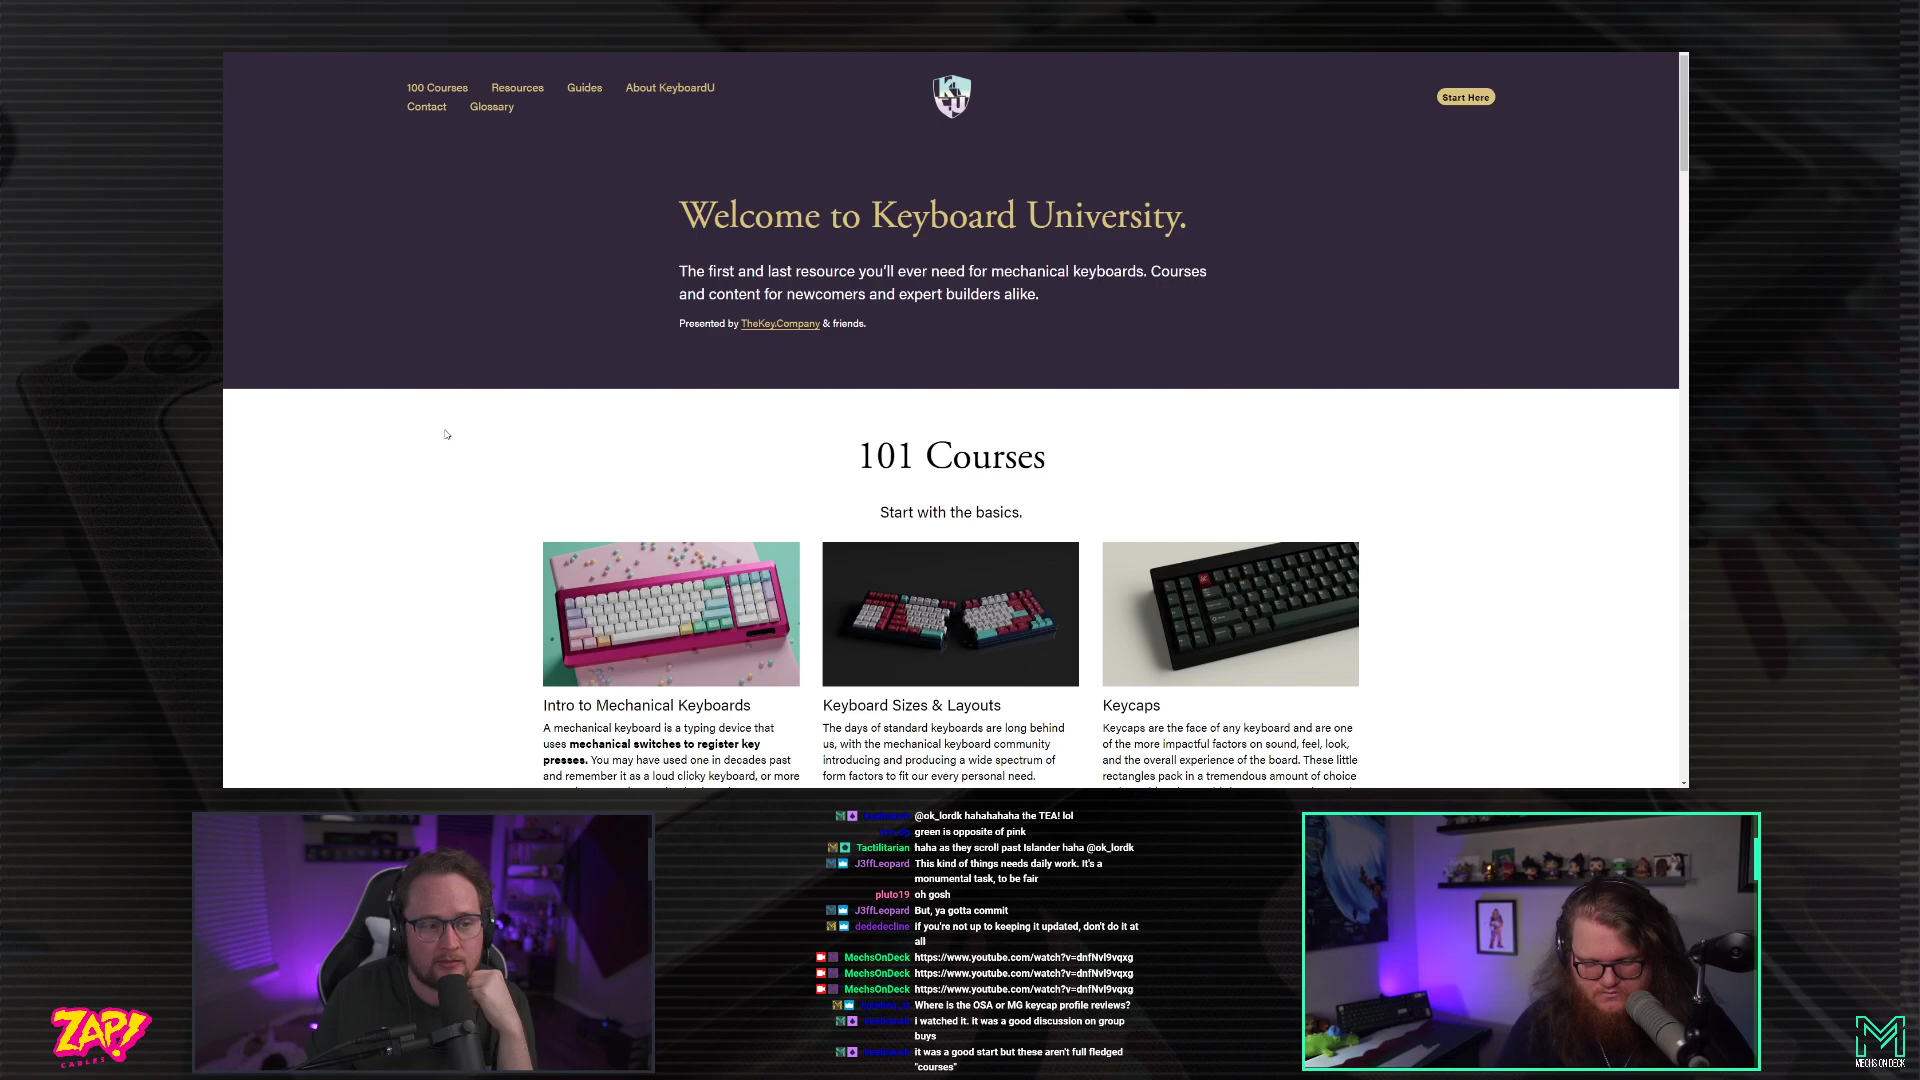 100 Courses Resources Guides About KeyboardU
Contact Glossary
KU
Start Here
Welcome to Keyboard University.
The first and last resource you'll ever need for mechanical keyboards. Courses
and content for newcomers and expert builders alike.
Presented by TheKey.Company & friends.
101 Courses
Start with the basics.
Intro to Mechanical Keyboards
A mechanical keyboard is a typing device that
uses mechanical switches to register key
presses. You may have used one in decades past
and remember it as a loud clicky keyboard, or more
Keyboard Sizes & Layouts
The days of standard keyboards are long behind
us, with the mechanical keyboard community
introducing and producing a wide spectrum of
form factors to fit our every personal need.
Keycaps
Keycaps are the face of any keyboard and are one
of the more impactful factors on sound, feel, look,
and the overall experience of the board. These little
rectangles pack in a tremendous amount of choice
@ok_lordk hahahahaha the TEA! lol
green is opposite of pink
Tactilitarian haha as they scroll past Islander haha @ok_lordk
J3ffLeopard This kind of things needs daily work. It's a
monumental task, to be fair
pluto19 oh gosh
J3ffLeopard But, ya gotta commit
dededecline if you're not up to keeping it updated, don't do it at
all
MechsOnDeck https://www.youtube.com/watch?v=dnfNvl9vqxg
MechsOnDeck https://www.youtube.com/watch?v=dnfNvl9vqxg
MechsOnDeck https://www.youtube.com/watch?v=dnfNvl9vqxg
Where is the OSA or MG keycap profile reviews?
i watched it. it was a good discussion on group
buys
it was a good start but these aren't full fledged
"courses"
ZAP!
CABLES
M
MECHS ON DECK